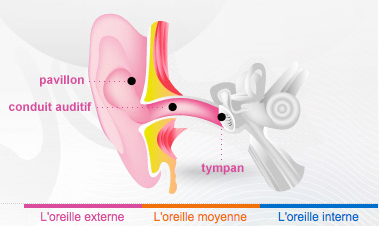 pavillon
conduit auditif
tympan
L'oreille externe
L'oreille moyenne
L'oreille interne